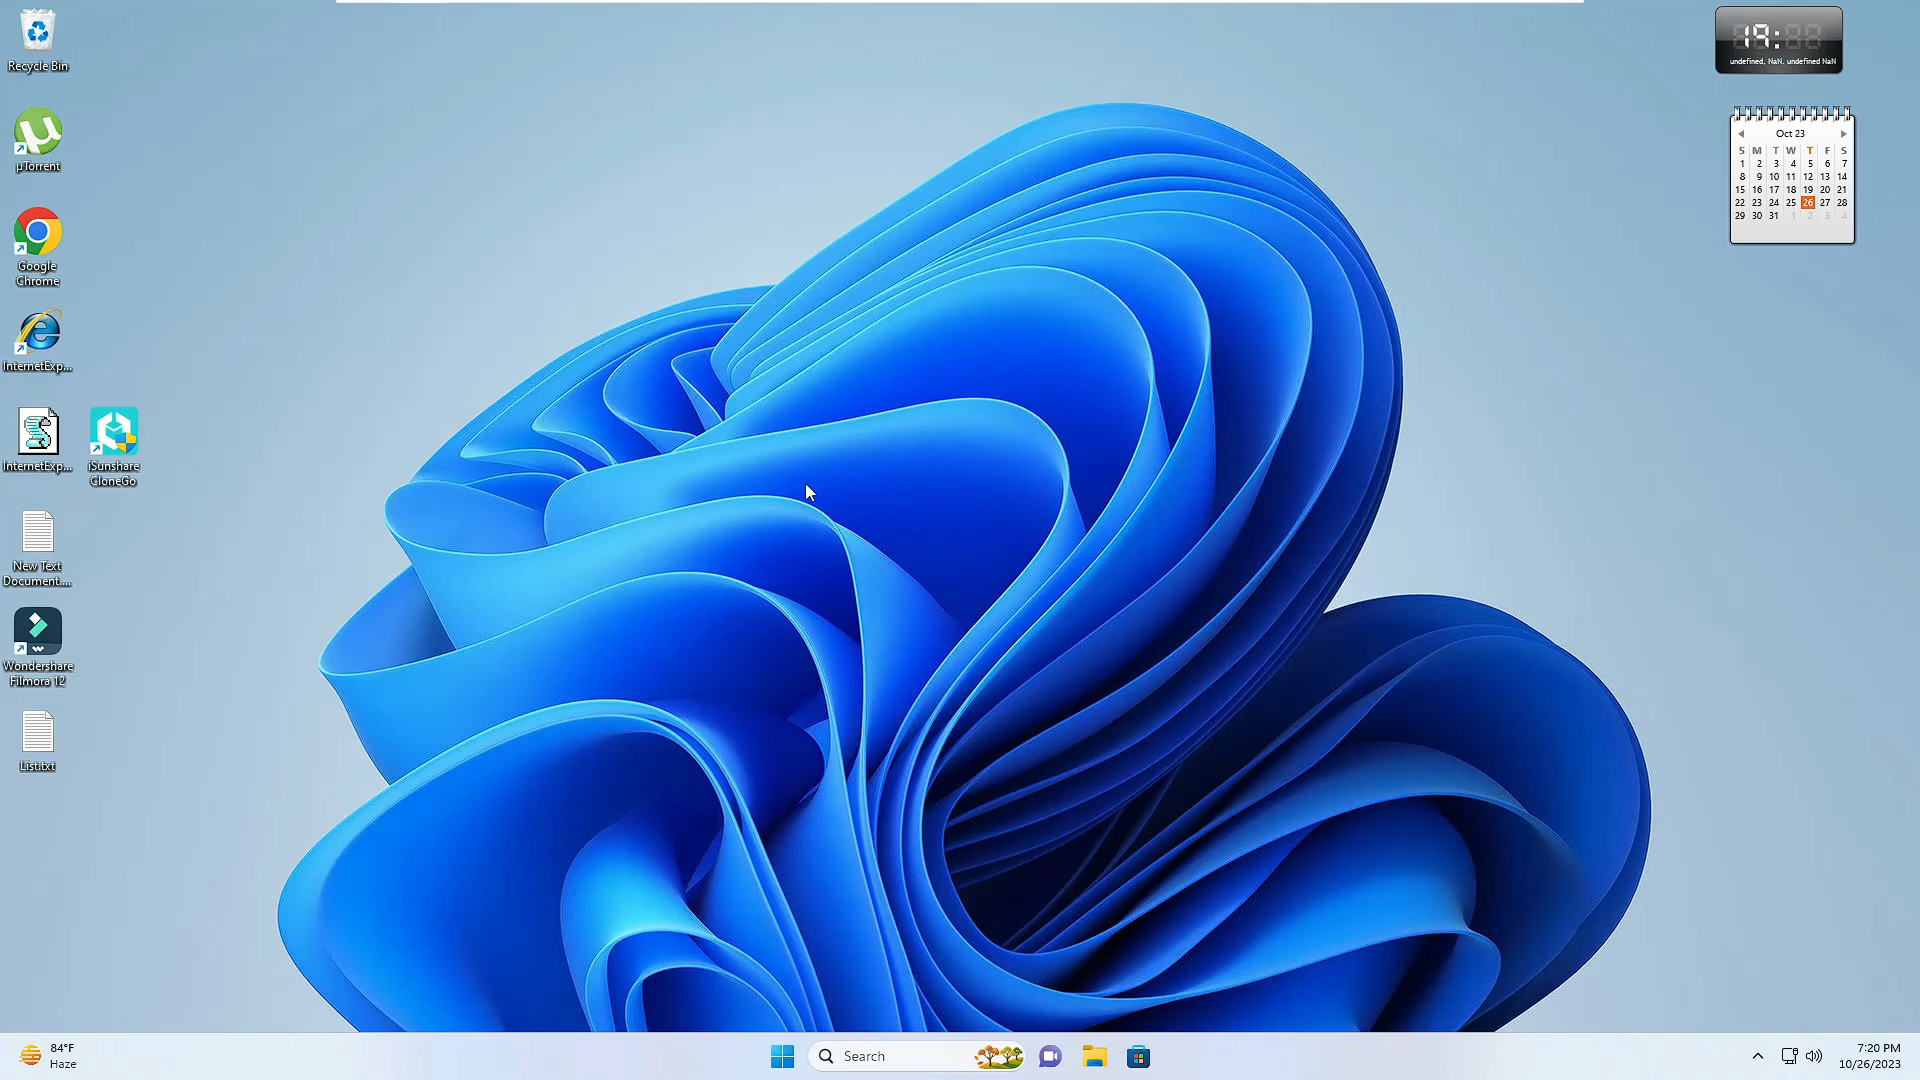 Recycle Bin
µTorrent
Google
Chrome
InternetExp...
InternetExp...
iSunshare
CloneGo
New Text
Document....
Wondershare
Filmora 12
List.txt
19:
undefined, NaN. undefined NaN
Oct 23
S M T W T F S
1 2 3 4 5 6 7
8 9 10 11 12 13 14
15 16 17 18 19 20 21
22 23 24 25 26 27 28
29 30 31 1 2 3 4
84°F
Haze
Search
7:20 PM
10/26/2023